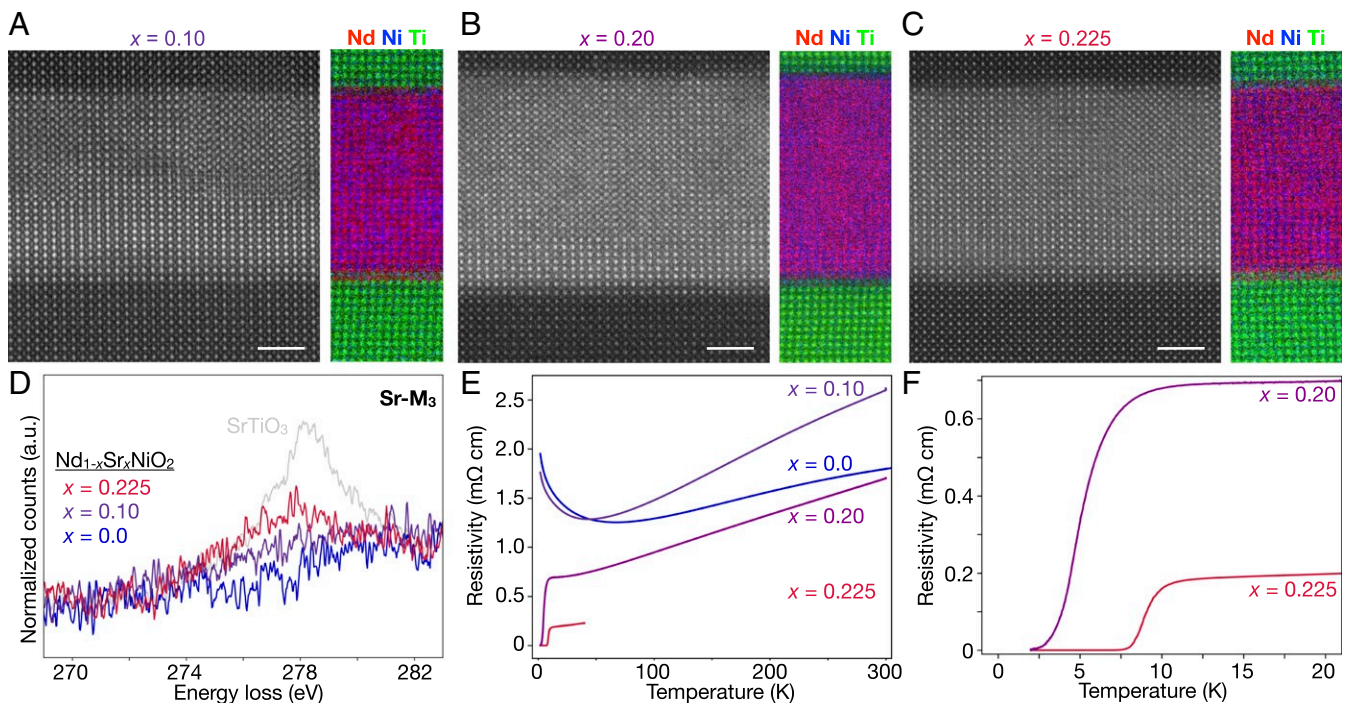 A
x = 0.10
Nd Ni Ti
B
x = 0.20
Nd Ni Ti
C
x = 0.225
Nd Ni Ti
D
Sr-M₃
SrTiO₃
Nd₁₋ₓSrₓNiO₂
x = 0.225
x = 0.10
x = 0.0
Normalized counts (a.u.)
270 274 278 282
Energy loss (eV)
E
x = 0.10
x = 0.0
x = 0.20
x = 0.225
Resistivity (mΩ cm)
2.5
2.0
1.5
1.0
0.5
0
0 100 200 300
Temperature (K)
F
x = 0.20
x = 0.225
Resistivity (mΩ cm)
0.6
0.4
0.2
0
0 5 10 15 20
Temperature (K)